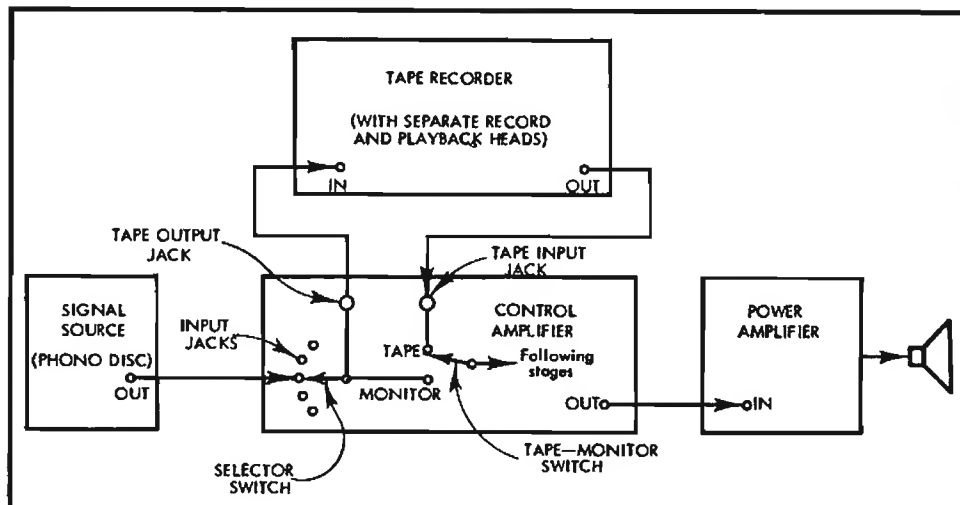 TAPE RECORDER
(WITH SEPARATE RECORD
AND PLAYBACK HEADS)
IN
OUT
TAPE OUTPUT
JACK
TAPE INPUT
JACK
SIGNAL
SOURCE
(PHONO DISC)
OUT
INPUT
JACKS
CONTROL
AMPLIFIER
TAPE
Following
stages
MONITOR
OUT
POWER
AMPLIFIER
IN
SELECTOR
SWITCH
TAPE—MONITOR
SWITCH